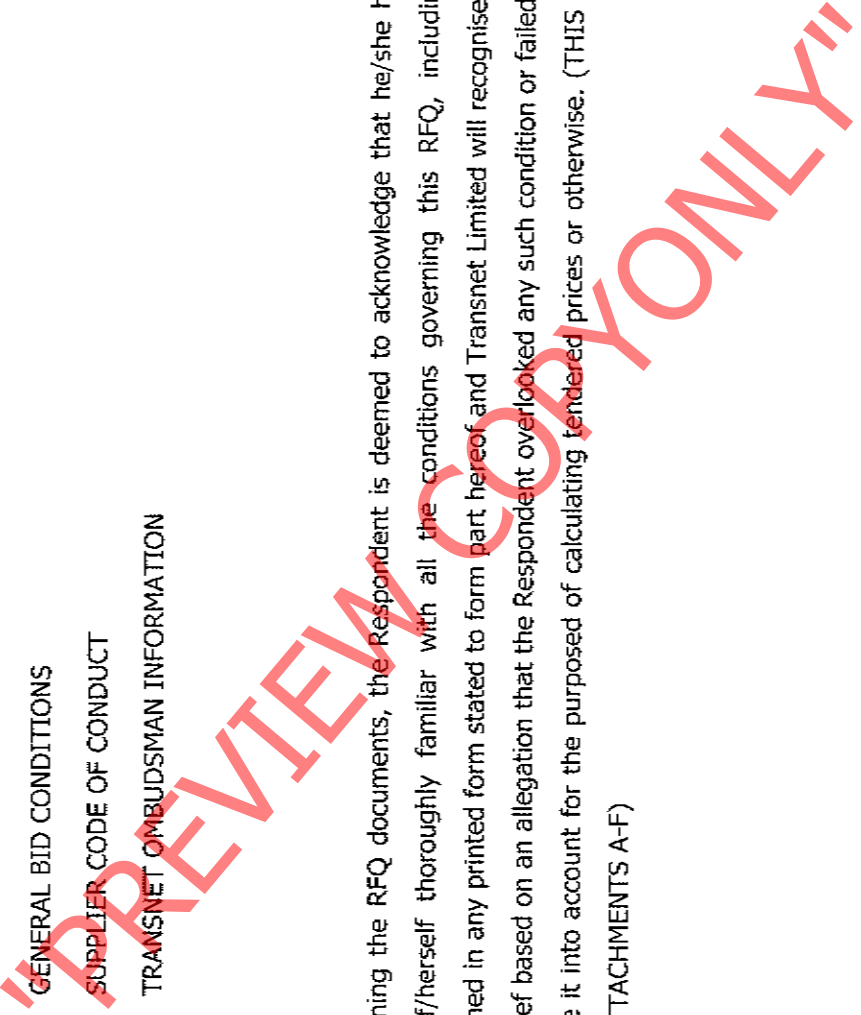 GENERAL BID CONDITIONS
SUPPLIER CODE OF CONDUCT
TRANSNET OMBUDSMAN INFORMATION
ning the RFQ documents, the Respondent is deemed to acknowledge that he/she h
f/herself thoroughly familiar with all the conditions governing this RFQ, includin
ned in any printed form stated to form part hereof and Transnet Limited will recognise
ef based on an allegation that the Respondent overlooked any such condition or failed
e it into account for the purposed of calculating tendered prices or otherwise. (THIS
TTACHMENTS A-F)
"PREVIEW COPYONLY"